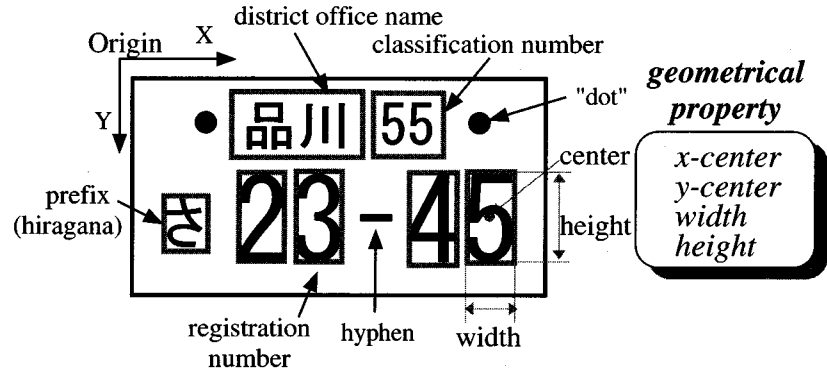 district office name
Origin X
classification number
Y
品川 55
"dot"
geometrical
property
center
x-center
y-center
width
height
prefix
(hiragana)
さ 23-45
height
registration
number
hyphen
width